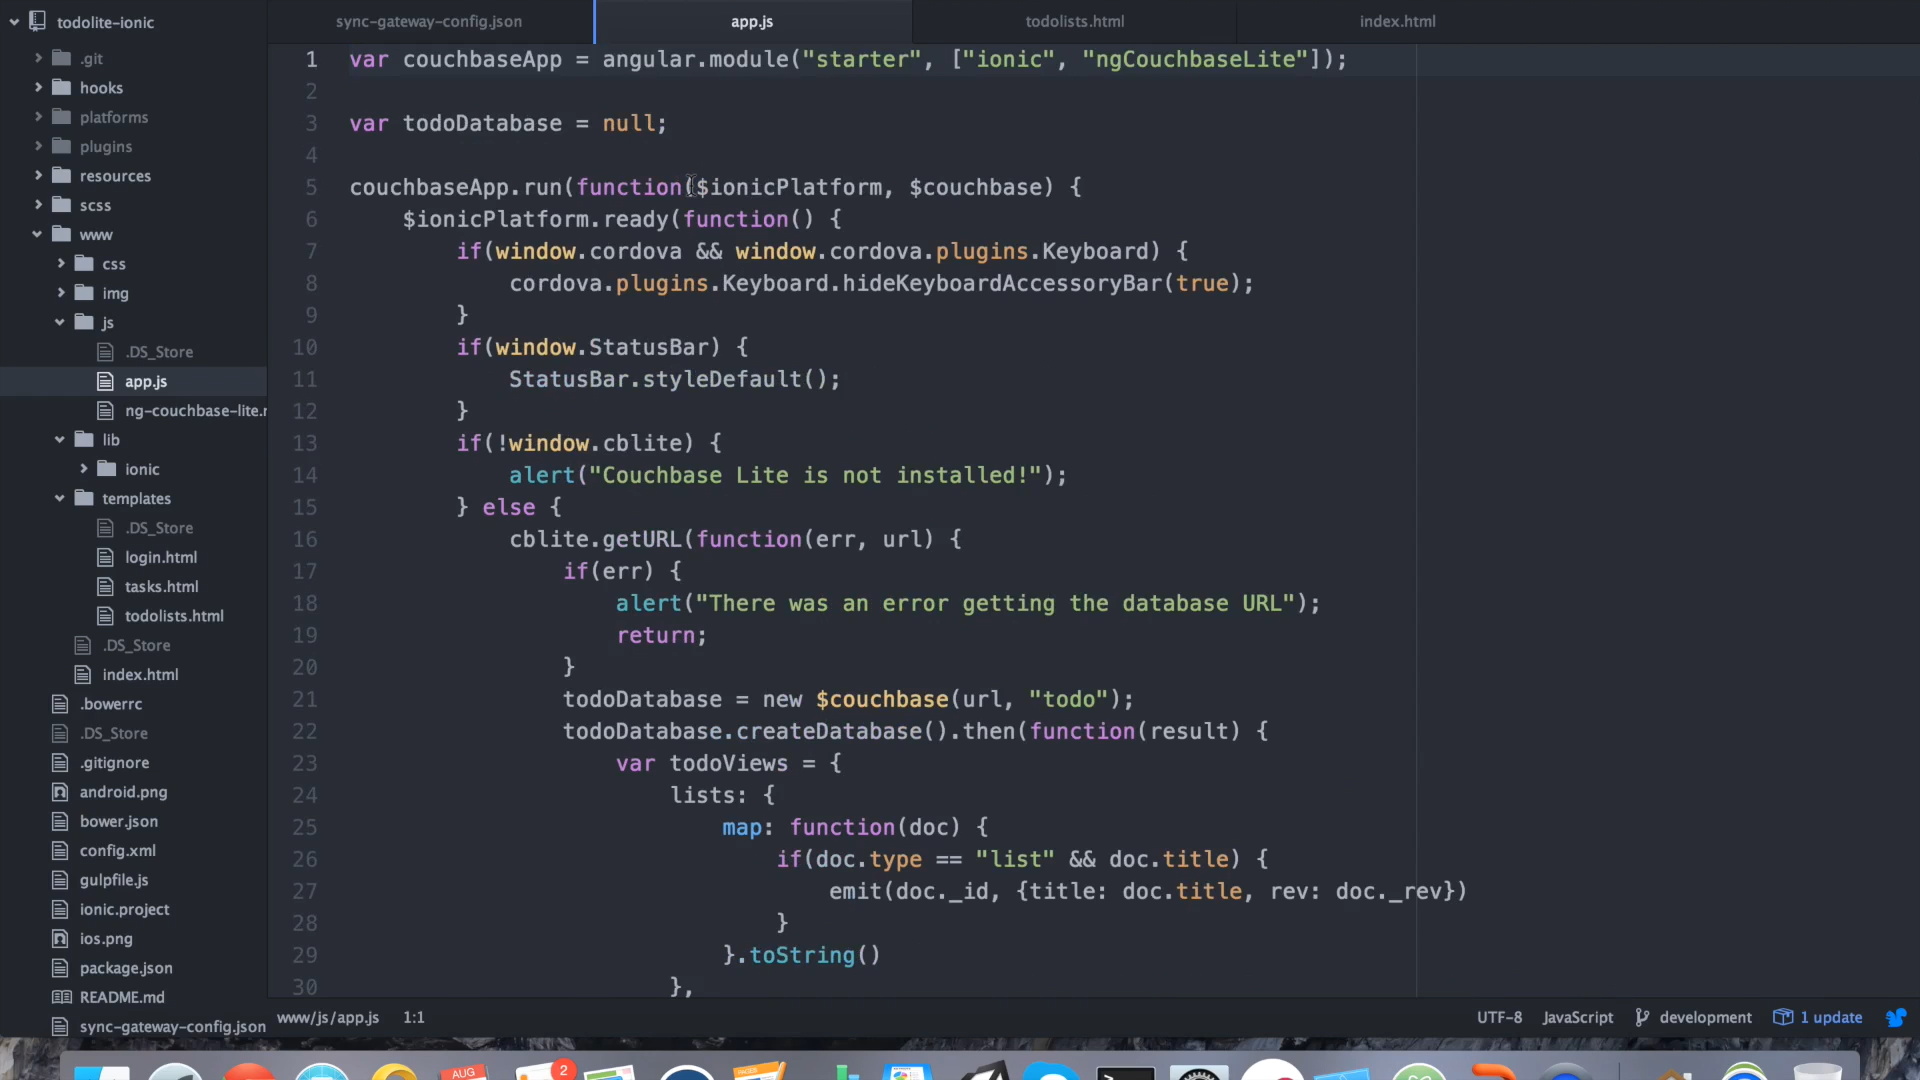 todolite-ionic
.git
hooks
platforms
plugins
resources
scss
www
css
img
js
.DS_Store
app.js
ng-couchbase-lite.r
lib
ionic
templates
.DS_Store
login.html
tasks.html
todolists.html
.DS_Store
index.html
.bowerrc
.DS_Store
.gitignore
android.png
bower.json
config.xml
gulpfile.js
ionic.project
ios.png
package.json
README.md
sync-gateway-config.json
sync-gateway-config.json app.js todolists.html index.html
1 var couchbaseApp = angular.module("starter", ["ionic", "ngCouchbaseLite"]);
2
3 var todoDatabase = null;
4
5 couchbaseApp.run(function($ionicPlatform, $couchbase) {
6 $ionicPlatform.ready(function() {
7 if(window.cordova && window.cordova.plugins.Keyboard) {
8 cordova.plugins.Keyboard.hideKeyboardAccessoryBar(true);
9 }
10 if(window.StatusBar) {
11 StatusBar.styleDefault();
12 }
13 if(!window.cblite) {
14 alert("Couchbase Lite is not installed!");
15 } else {
16 cblite.getURL(function(err, url) {
17 if(err) {
18 alert("There was an error getting the database URL");
19 return;
20 }
21 todoDatabase = new $couchbase(url, "todo");
22 todoDatabase.createDatabase().then(function(result) {
23 var todoViews = {
24 lists: {
25 map: function(doc) {
26 if(doc.type == "list" && doc.title) {
27 emit(doc._id, {title: doc.title, rev: doc._rev})
28 }
29 }.toString()
30 },
www/js/app.js 1:1 UTF-8 JavaScript development 1 update
AUG 2